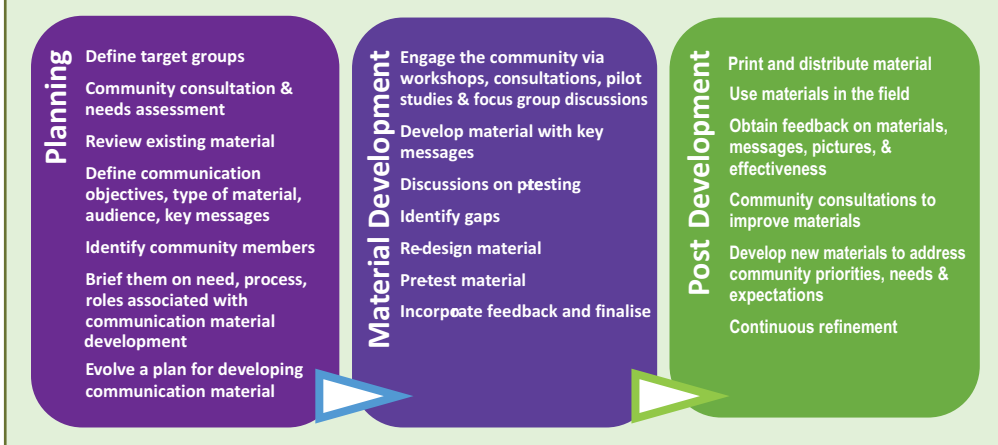 Planning
Define target groups
Community consultation &
needs assessment
Review existing material
Define communication
objectives, type of material,
audience, key messages
Identify community members
Brief them on need, process,
roles associated with
communication material
development
Evolve a plan for developing
communication material
Material Development
Engage the community via
workshops, consultations, pilot
studies & focus group discussions
Develop material with key
messages
Discussions on pre-testing
Identify gaps
Re-design material
Pretest material
Incorporate feedback and finalise
Post Development
Print and distribute material
Use materials in the field
Obtain feedback on materials,
messages, pictures, &
effectiveness
Community consultations to
improve materials
Develop new materials to address
community priorities, needs &
expectations
Continuous refinement